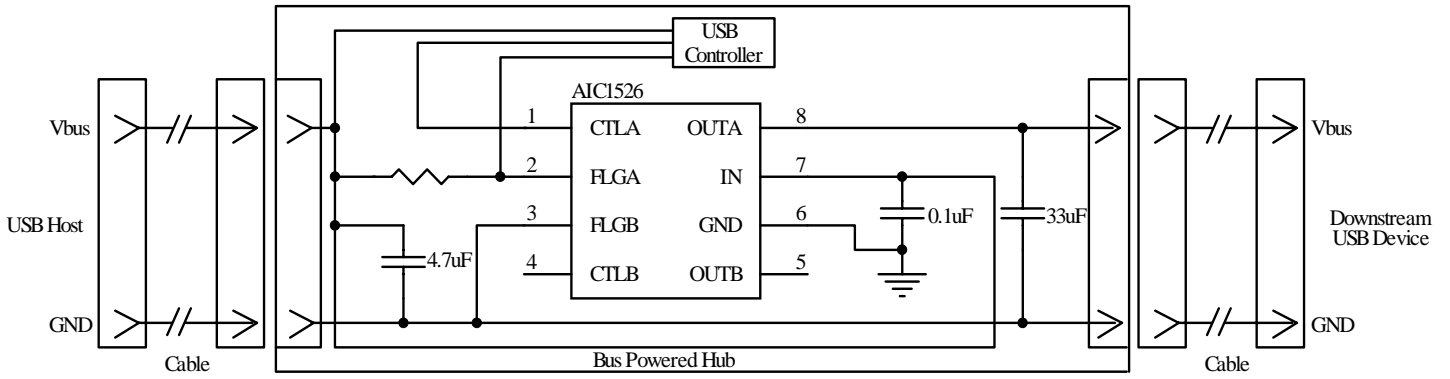 USB
Controller
AIC1526
Vbus
1
CTLA
OUTA
8
Vbus
2
FLGA
IN
7
USB Host
3
FLGB
GND
6
0.1uF
33uF
Downstream
USB Device
4.7uF
4
CTLB
OUTB
5
GND
GND
Cable
Bus Powered Hub
Cable